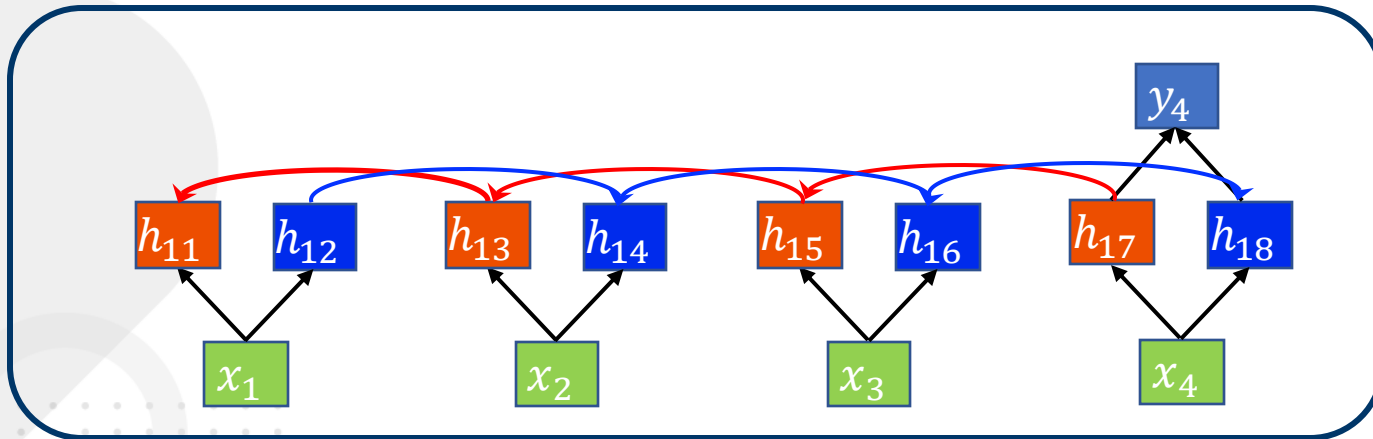 y₄
h₁₁ h₁₂ h₁₃ h₁₄ h₁₅ h₁₆ h₁₇ h₁₈
x₁ x₂ x₃ x₄